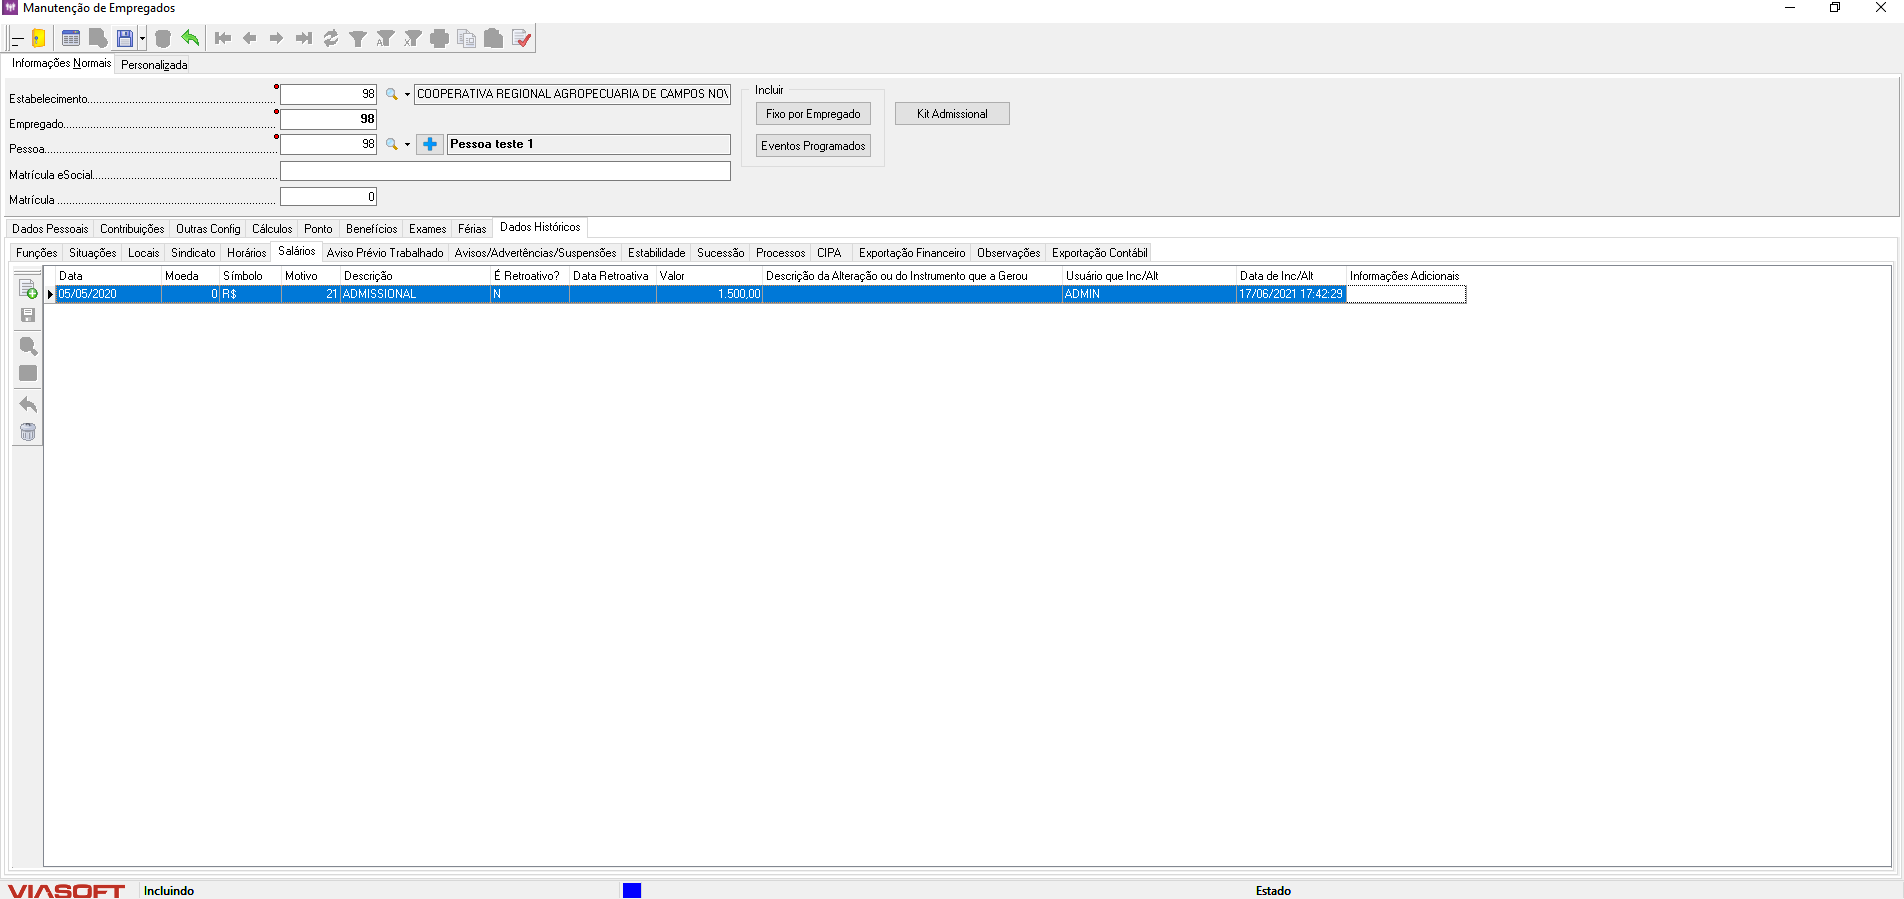 Manutenção de Empregados
Informações Normais Personalizada
Estabelecimento 98 COOPERATIVA REGIONAL AGROPECUARIA DE CAMPOS NOV
Empregado 98
Pessoa 98 Pessoa teste 1
Matrícula eSocial
Matrícula 0
Incluir
Fixo por Empregado
Eventos Programados
Kit Admissional
Dados Pessoais Contribuições Outras Config Cálculos Ponto Benefícios Exames Férias Dados Históricos
Funções Situações Locais Sindicato Horários Salários Aviso Prévio Trabalhado Avisos/Advertências/Suspensões Estabilidade Sucessão Processos CIPA Exportação Financeiro Observações Exportação Contábil
Data Moeda Símbolo Motivo Descrição É Retroativo? Data Retroativa Valor Descrição da Alteração ou do Instrumento que a Gerou Usuário que Inc/Alt Data de Inc/Alt Informações Adicionais
05/05/2020 0 R$ 21 ADMISSIONAL N 1.500,00 ADMIN 17/06/2021 17:42:29
VIASOFT Incluindo Estado